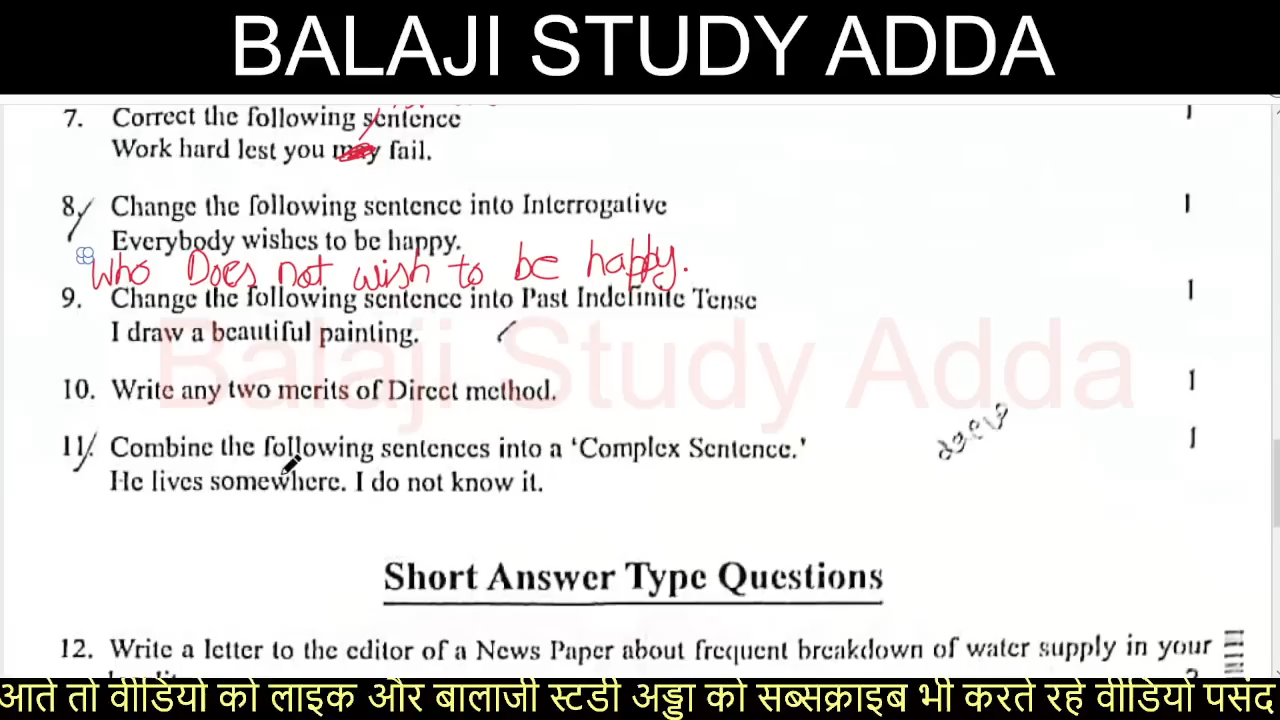 BALAJI STUDY ADDA
7. Correct the following sentence 1
Work hard lest you may fail.
8. Change the following sentence into Interrogative 1
Everybody wishes to be happy.
Who Does not wish to be happy.
9. Change the following sentence into Past Indefinite Tense 1
I draw a beautiful painting.
Balaji Study Adda
10. Write any two merits of Direct method. 1
11. Combine the following sentences into a ‘Complex Sentence.’ 1
He lives somewhere. I do not know it.
Short Answer Type Questions
12. Write a letter to the editor of a News Paper about frequent breakdown of water supply in your
आते तो वीडियो को लाइक और बालाजी स्टडी अड्डा को सब्सक्राइब भी करते रहे वीडियो पसंद